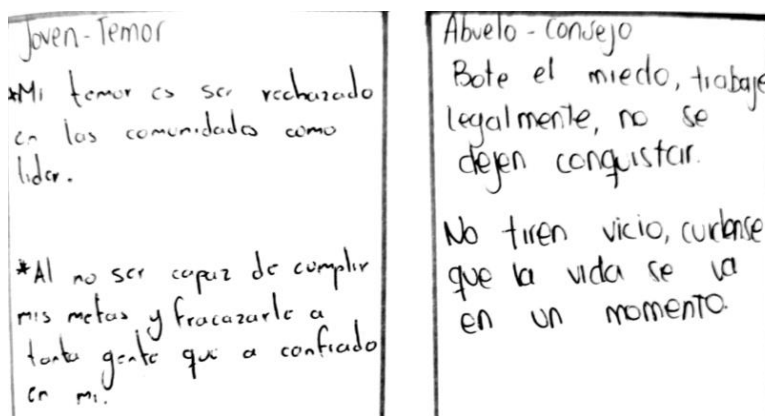 Joven-Temor
*Mi temor es ser rechazado
en las comunidades como
lider.
*Al no ser capaz de cumplir
mis metas y fracazarle a
tanta gente que a confiado
en mi.
Abuelo - Consejo
Bote el miedo, trabaje
legalmente, no se
dejen conquistar.
No tiren vicio, cuidense
que la vida se va
en un momento.